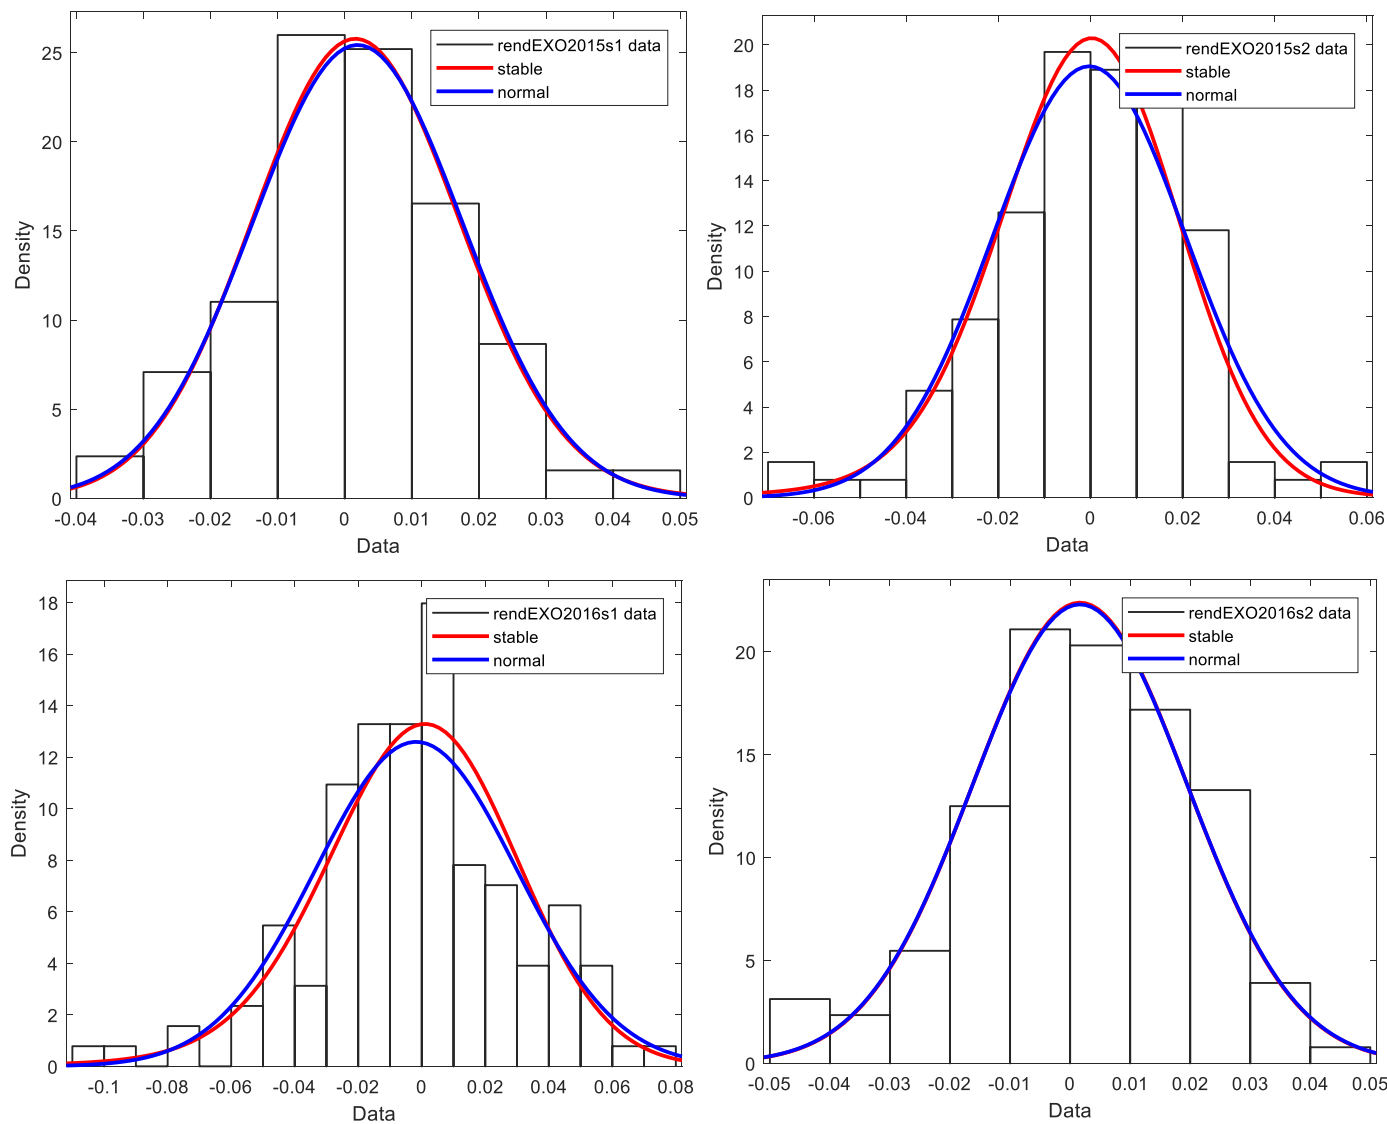 rendEXO2015s1 data
stable
normal
25
20
15
10
5
0
Density
-0.04 -0.03 -0.02 -0.01 0 0.01 0.02 0.03 0.04 0.05
Data
rendEXO2015s2 data
stable
normal
20
18
16
14
12
10
8
6
4
2
0
Density
-0.06 -0.04 -0.02 0 0.02 0.04 0.06
Data
rendEXO2016s1 data
stable
normal
18
16
14
12
10
8
6
4
2
0
Density
-0.1 -0.08 -0.06 -0.04 -0.02 0 0.02 0.04 0.06 0.08
Data
rendEXO2016s2 data
stable
normal
20
15
10
5
0
Density
-0.05 -0.04 -0.03 -0.02 -0.01 0 0.01 0.02 0.03 0.04 0.05
Data